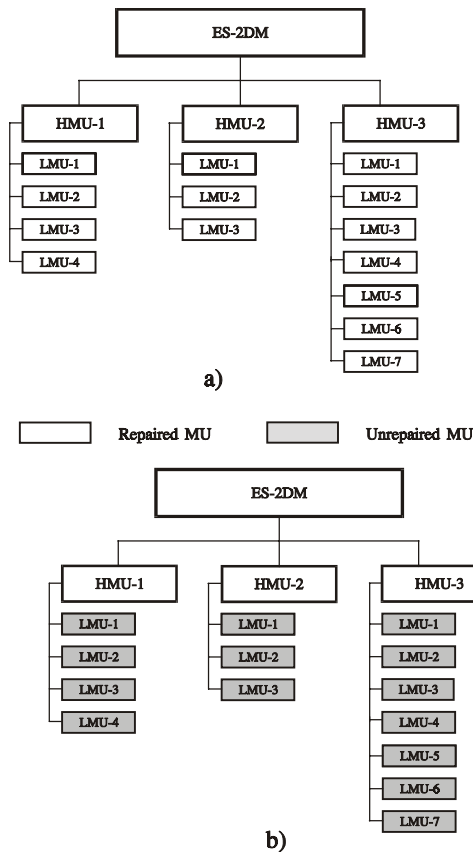 ES-2DM
HMU-1 HMU-2 HMU-3
LMU-1 LMU-1 LMU-1
LMU-2 LMU-2 LMU-2
LMU-3 LMU-3 LMU-3
LMU-4 LMU-4
LMU-5
LMU-6
LMU-7
a)
Repaired MU Unrepaired MU
ES-2DM
HMU-1 HMU-2 HMU-3
LMU-1 LMU-1 LMU-1
LMU-2 LMU-2 LMU-2
LMU-3 LMU-3 LMU-3
LMU-4 LMU-4
LMU-5
LMU-6
LMU-7
b)